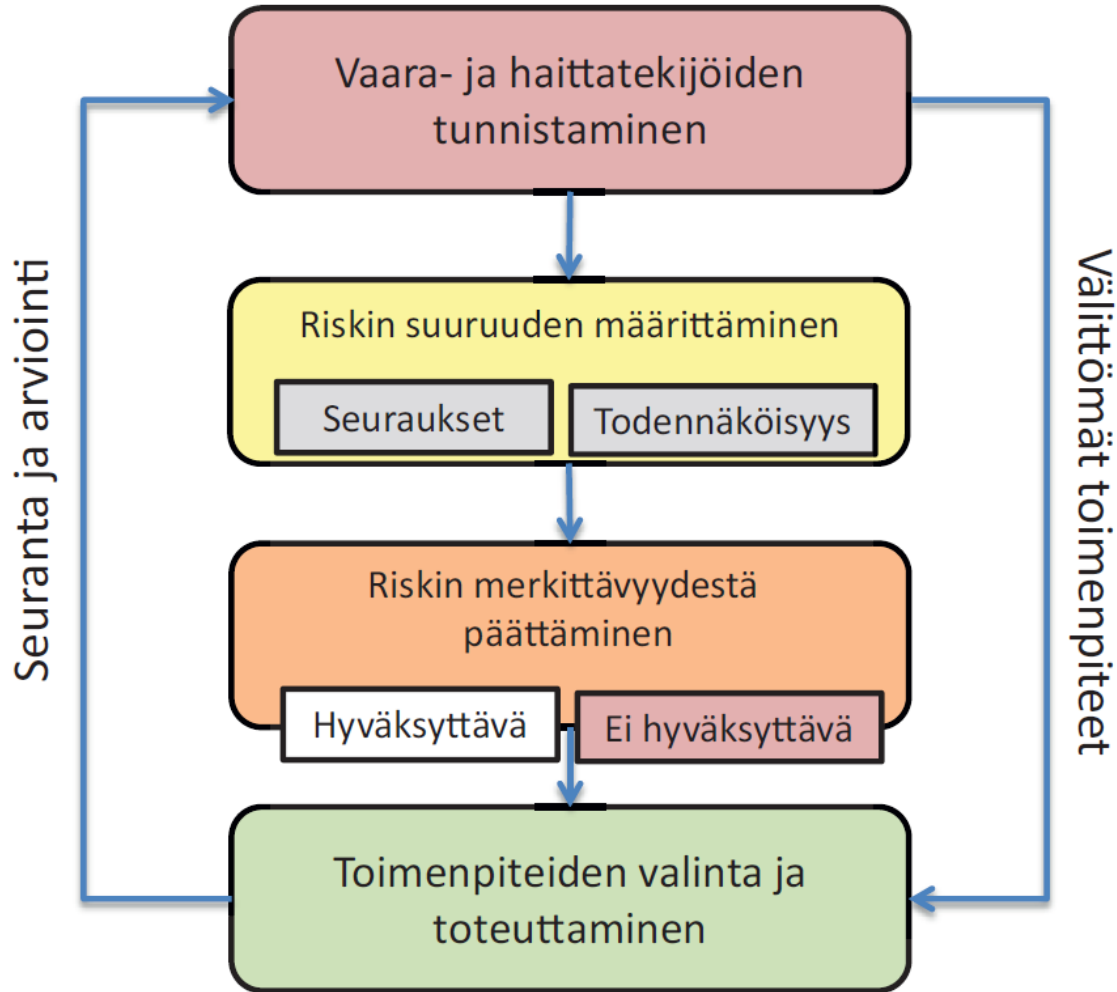 Vaara- ja haittatekijöiden
tunnistaminen
Seuranta ja arviointi
Välittömät toimenpiteet
Riskin suuruuden määrittäminen
Seuraukset
Todennäköisyys
Riskin merkittävyydestä
päättäminen
Hyväksyttävä
Ei hyväksyttävä
Toimenpiteiden valinta ja
toteuttaminen